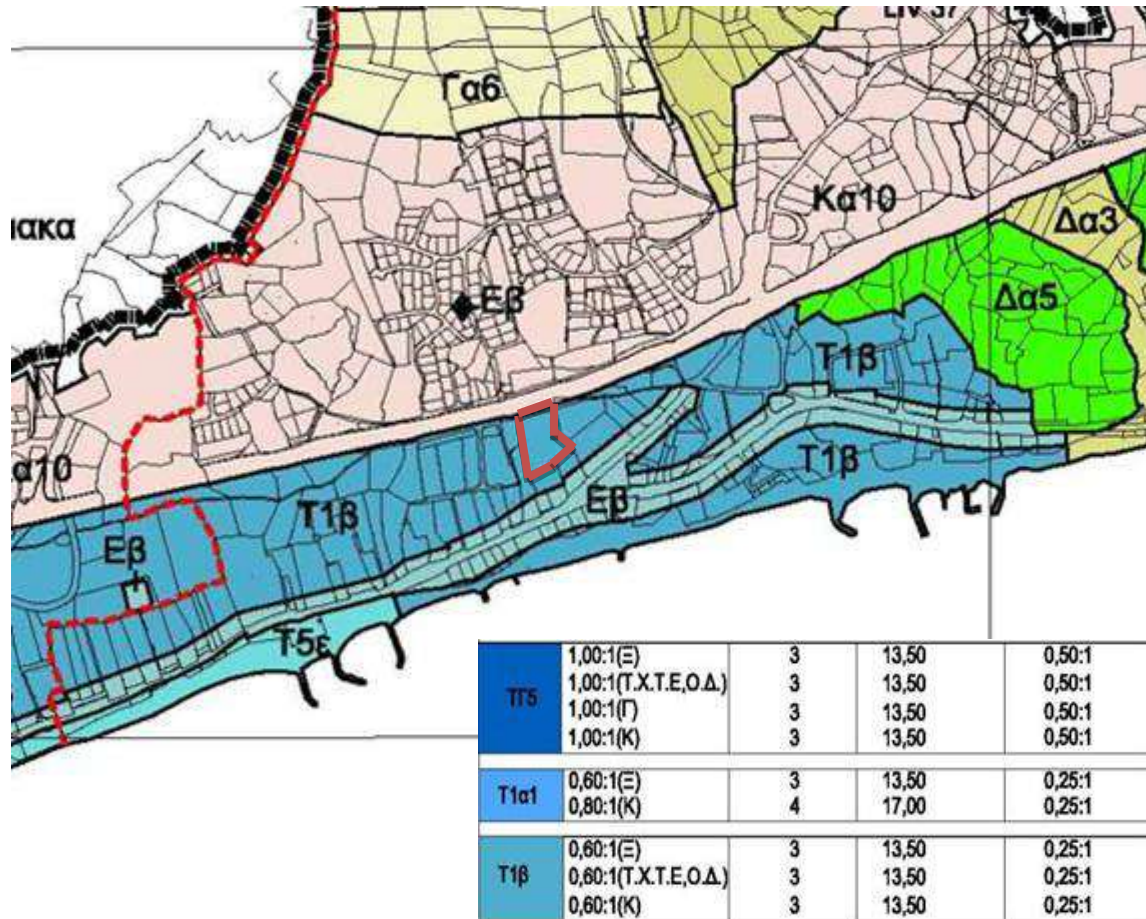 Γα6
Κα10
Δα3
Εβ
Δα5
Τ1β
Τ1β
Εβ
Τ1β
Εβ
Τ5ε
1,00:1(Ξ) 3 13,50 0,50:1
1,00:1(Τ.Χ.Τ.Ε,Ο.Δ.) 3 13,50 0,50:1
1,00:1(Γ) 3 13,50 0,50:1
1,00:1(Κ) 3 13,50 0,50:1
0,60:1(Ξ) 3 13,50 0,25:1
Τ1α1
0,80:1(Κ) 4 17,00 0,25:1
0,60:1(Ξ) 3 13,50 0,25:1
Τ1β 0,60:1(Τ.Χ.Τ.Ε,Ο.Δ.) 3 13,50 0,25:1
0,60:1(Κ) 3 13,50 0,25:1